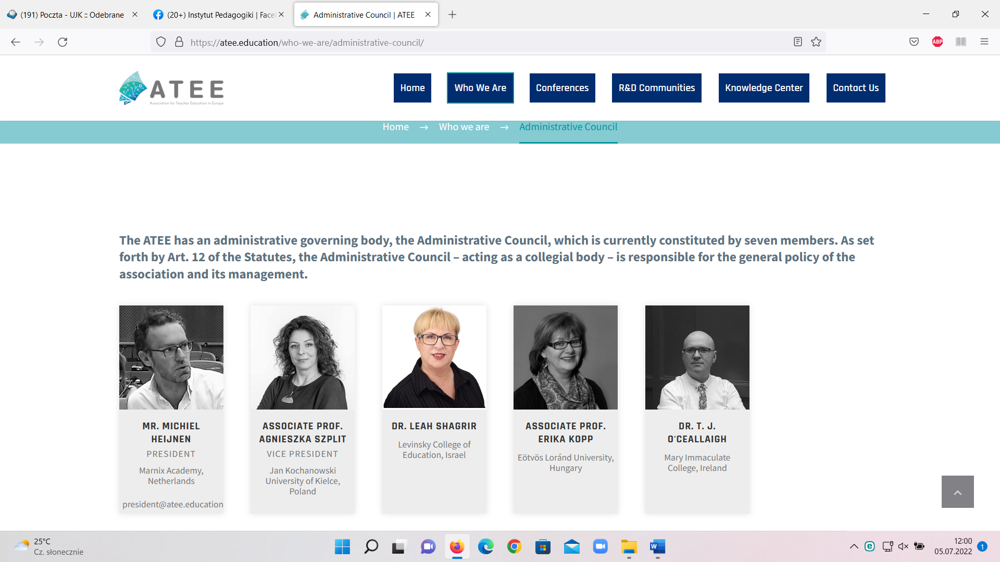 (191) Poczta - UJK :: Odebrane
(20+) Instytut Pedagogiki | Face
Administrative Council | ATEE
https://atee.education/who-we-are/administrative-council/
ABP
ATEE
Association for Teacher Education in Europe
Home
Who We Are
Conferences
R&D Communities
Knowledge Center
Contact Us
Home → Who we are → Administrative Council
The ATEE has an administrative governing body, the Administrative Council, which is currently constituted by seven members. As set
forth by Art. 12 of the Statutes, the Administrative Council – acting as a collegial body – is responsible for the general policy of the
association and its management.
MR. MICHIEL
HEIJNEN
PRESIDENT
Marnix Academy,
Netherlands
president@atee.education
ASSOCIATE PROF.
AGNIESZKA SZPLIT
VICE PRESIDENT
Jan Kochanowski
University of Kielce,
Poland
DR. LEAH SHAGRIR
Levinsky College of
Education, Israel
ASSOCIATE PROF.
ERIKA KOPP
Eötvös Loránd University,
Hungary
DR. T. J.
O'CEALLAIGH
Mary Immaculate
College, Ireland
25°C
Cz. słonecznie
W
e
12:00
05.07.2022
1